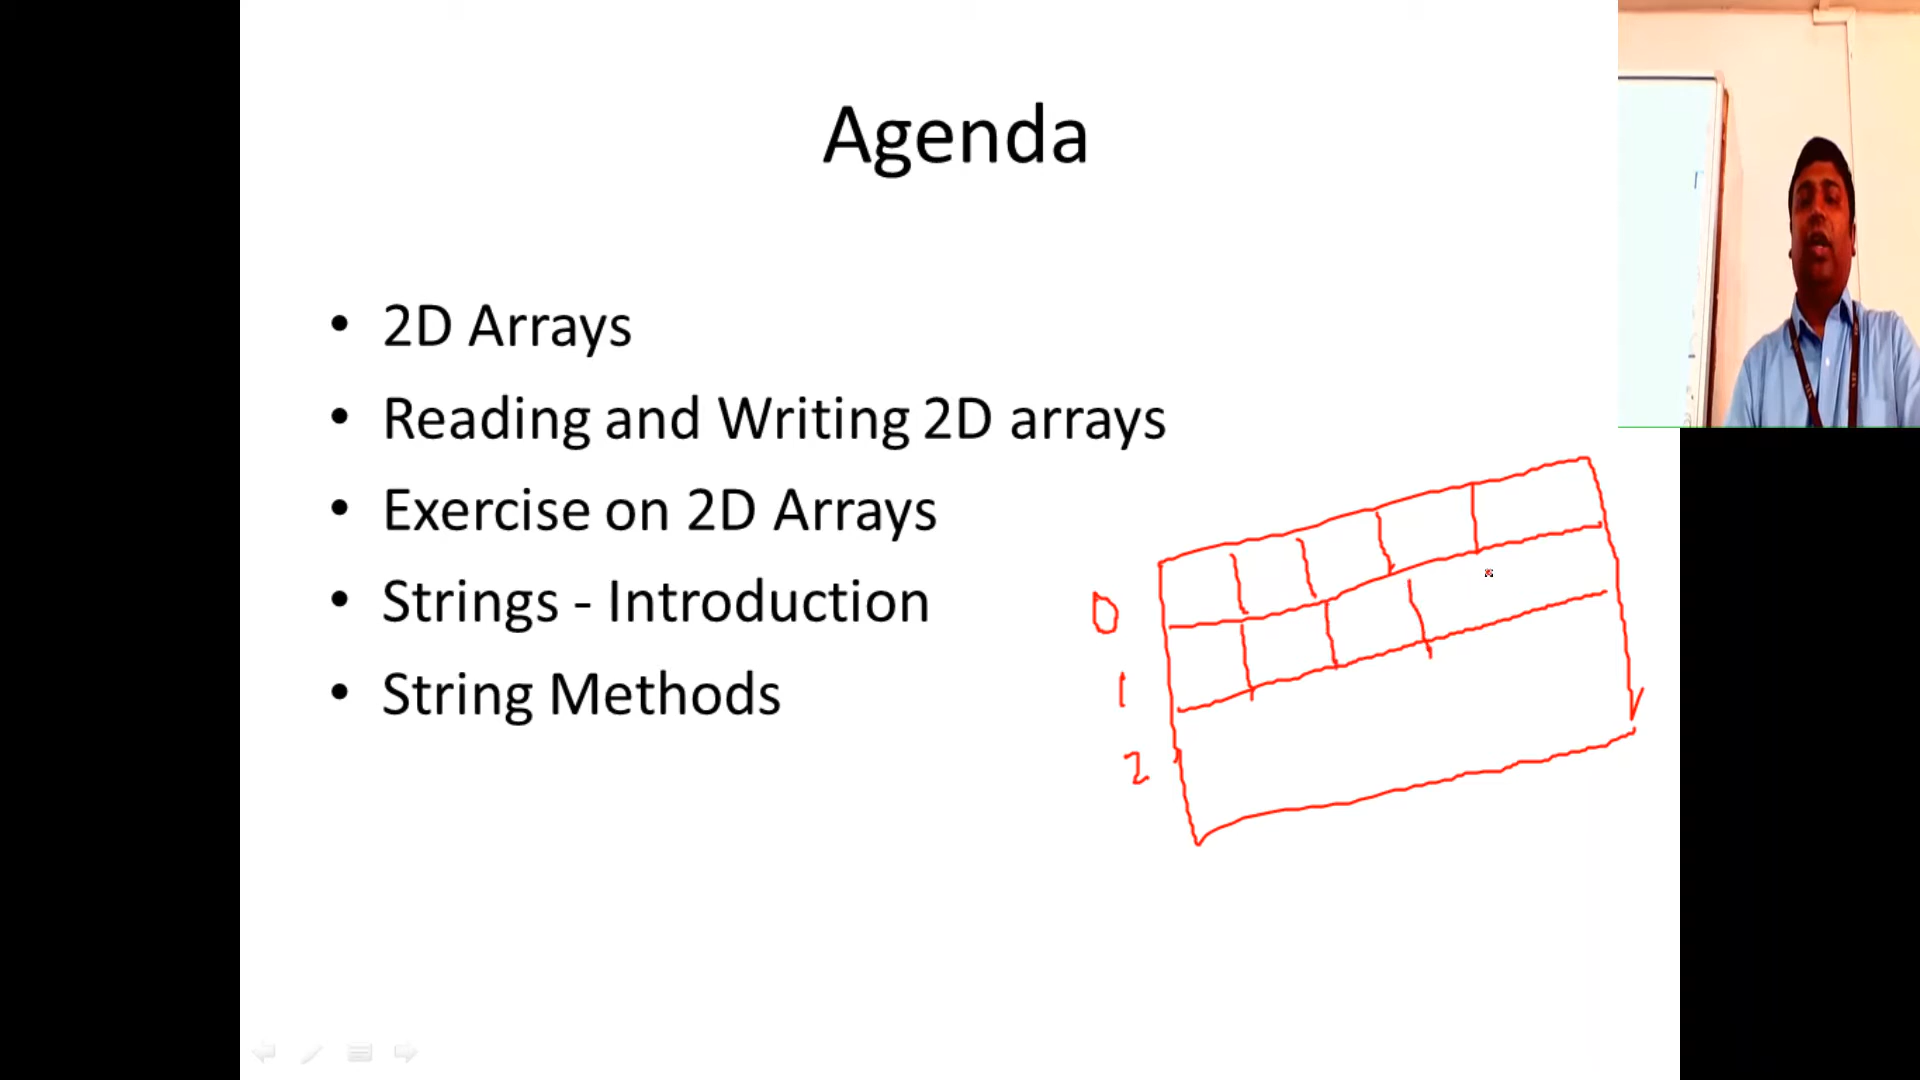 Agenda
• 2D Arrays
• Reading and Writing 2D arrays
• Exercise on 2D Arrays
• Strings - Introduction
• String Methods
0
1
2